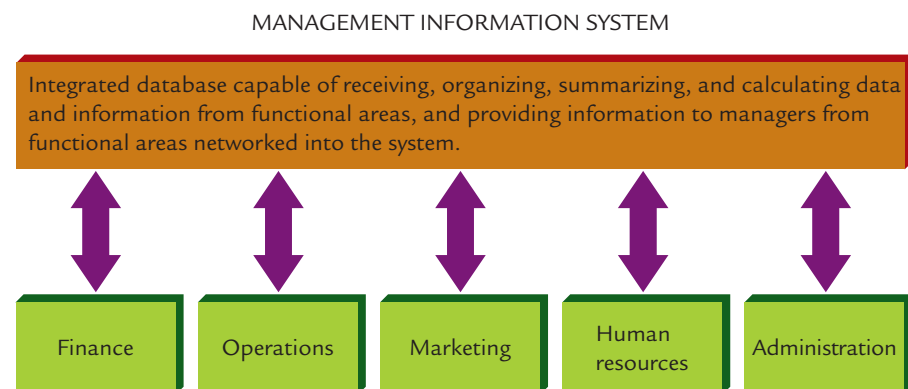 MANAGEMENT INFORMATION SYSTEM
Integrated database capable of receiving, organizing, summarizing, and calculating data
and information from functional areas, and providing information to managers from
functional areas networked into the system.
Finance
Operations
Marketing
Human
resources
Administration